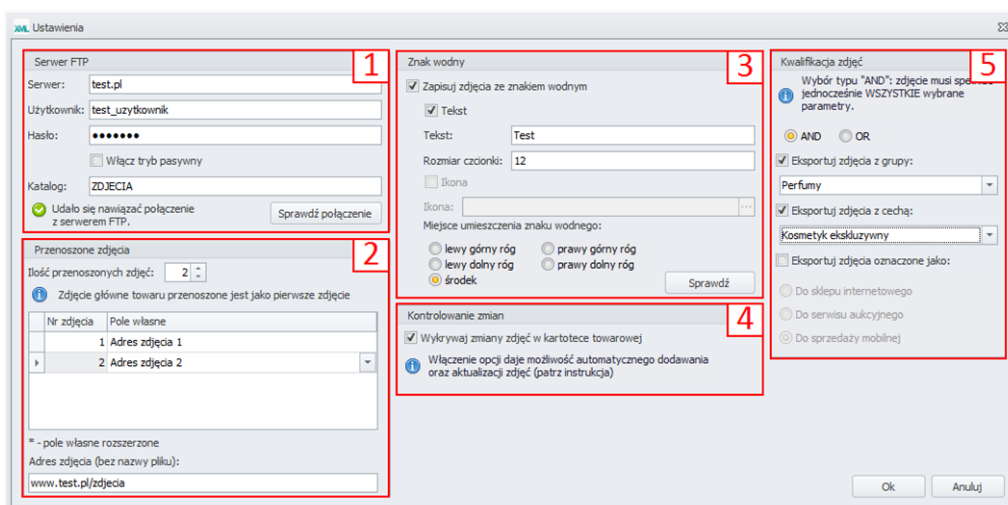 XML Ustawienia
Serwer FTP
1
Serwer: test.pl
Użytkownik: test_uzytkownik
Hasło: •••••••
Włącz tryb pasywny
Katalog: ZDJECIA
Udało się nawiązać połączenie
z serwerem FTP.
Sprawdź połączenie
Przenoszone zdjęcia
2
Ilość przenoszonych zdjęć: 2
Zdjęcie główne towaru przenoszone jest jako pierwsze zdjęcie
Nr zdjęcia Pole własne
1 Adres zdjęcia 1
2 Adres zdjęcia 2
* - pole własne rozszerzone
Adres zdjęcia (bez nazwy pliku):
www.test.pl/zdjecia
Znak wodny
3
Zapisuj zdjęcia ze znakiem wodnym
Tekst
Tekst: Test
Rozmiar czcionki: 12
Ikona
Ikona: ...
Miejsce umieszczenia znaku wodnego:
lewy górny róg prawy górny róg
lewy dolny róg prawy dolny róg
środek
Sprawdź
Kontrolowanie zmian
4
Wykrywaj zmiany zdjęć w kartotece towarowej
Włączenie opcji daje możliwość automatycznego dodawania
oraz aktualizacji zdjęć (patrz instrukcja)
Kwalifikacja zdjęć
5
Wybór typu "AND": zdjęcie musi
jednocześnie WSZYSTKIE wybrane
parametry.
AND OR
Eksportuj zdjęcia z grupy:
Perfumy
Eksportuj zdjęcia z cechą:
Kosmetyk ekskluzywny
Eksportuj zdjęcia oznaczone jako:
Do sklepu internetowego
Do serwisu aukcyjnego
Do sprzedaży mobilnej
Ok
Anuluj